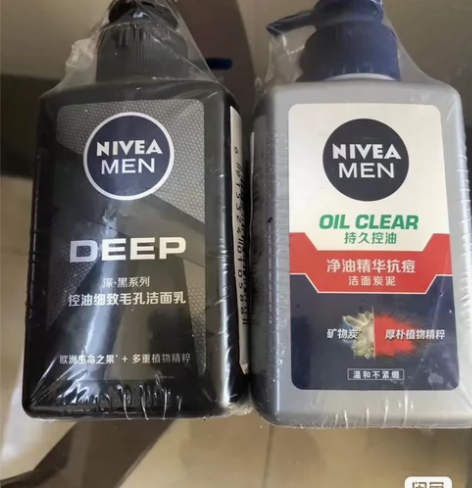 NIVEA
MEN
DEEP
深·黑系列
控油细致毛孔洁面乳
欧洲生命之果* + 多重植物精粹
NIVEA
MEN
OIL CLEAR
持久控油
净油精华抗痘
洁面炭泥
矿物炭
厚朴植物精粹
温和不紧绷